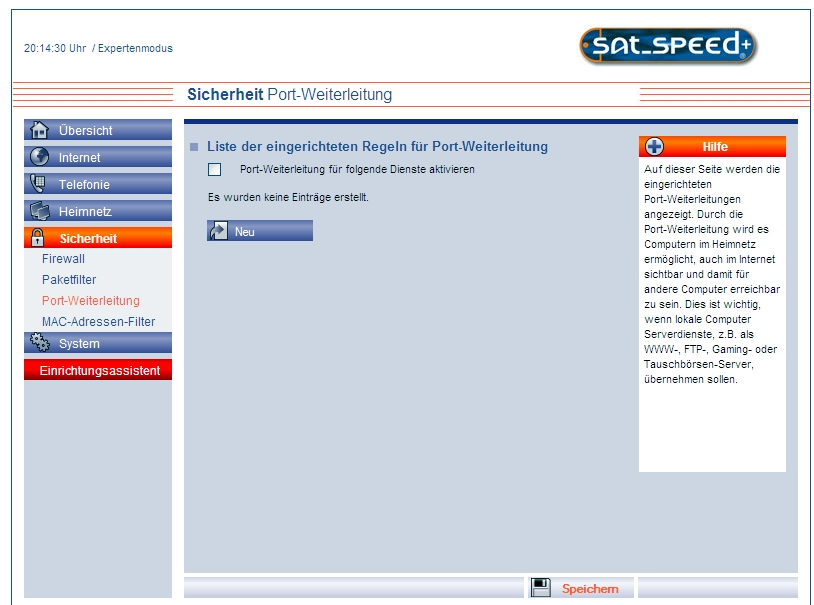 20:14:30 Uhr / Expertenmodus
sat_speed+
Sicherheit Port-Weiterleitung
Übersicht
Internet
Telefonie
Heimnetz
Sicherheit
Firewall
Paketfilter
Port-Weiterleitung
MAC-Adressen-Filter
System
Einrichtungsassistent
Liste der eingerichteten Regeln für Port-Weiterleitung
Port-Weiterleitung für folgende Dienste aktivieren
Es wurden keine Einträge erstellt.
Neu
Hilfe
Auf dieser Seite werden die
eingerichteten
Port-Weiterleitungen
angezeigt. Durch die
Port-Weiterleitung wird es
Computern im Heimnetz
ermöglicht, auch im Internet
sichtbar und damit für
andere Computer erreichbar
zu sein. Dies ist wichtig,
wenn lokale Computer
Serverdienste, z.B. als
WWW-, FTP-, Gaming- oder
Tauschbörsen-Server,
übernehmen sollen.
Speichern